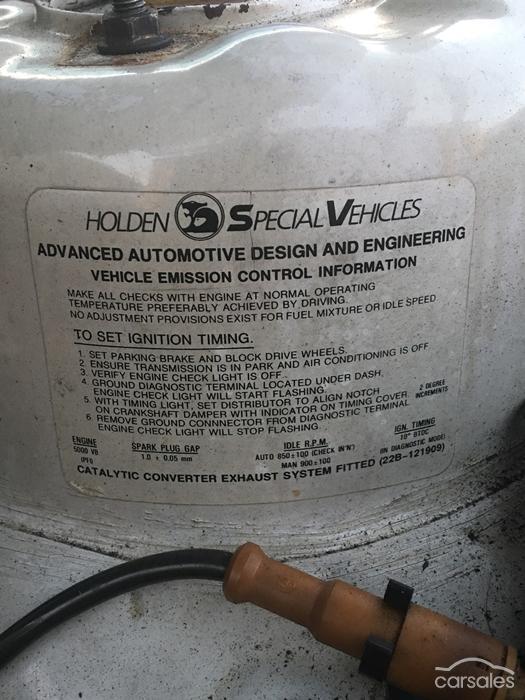 HOLDEN SPECIAL VEHICLES
ADVANCED AUTOMOTIVE DESIGN AND ENGINEERING
VEHICLE EMISSION CONTROL INFORMATION
MAKE ALL CHECKS WITH ENGINE AT NORMAL OPERATING
TEMPERATURE PREFERABLY ACHIEVED BY DRIVING.
NO ADJUSTMENT PROVISIONS EXIST FOR FUEL MIXTURE OR IDLE SPEED
TO SET IGNITION TIMING.
1. SET PARKING BRAKE AND BLOCK DRIVE WHEELS.
2. ENSURE TRANSMISSION IS IN PARK AND AIR CONDITIONING IS OFF
3. VERIFY ENGINE CHECK LIGHT IS OFF.
4. GROUND DIAGNOSTIC TERMINAL LOCATED UNDER DASH.
ENGINE CHECK LIGHT WILL START FLASHING.
5. WITH TIMING LIGHT, SET DISTRIBUTOR TO ALIGN NOTCH
ON CRANKSHAFT DAMPER WITH INDICATOR ON TIMING COVER.
2 DEGREE
INCREMENTS
6. REMOVE GROUND CONNNECTOR FROM DIAGNOSTIC TERMINAL
ENGINE CHECK LIGHT WILL STOP FLASHING.
ENGINE
5000 V8
(PFI)
SPARK PLUG GAP
1.0 ± 0.05 mm
IDLE R.P.M.
AUTO 850±100 (CHECK IN'N')
MAN 900±100
IGN. TIMING
10° BTDC
(IN DIAGNOSTIC MODE)
CATALYTIC CONVERTER EXHAUST SYSTEM FITTED (22B-121909)
carsales